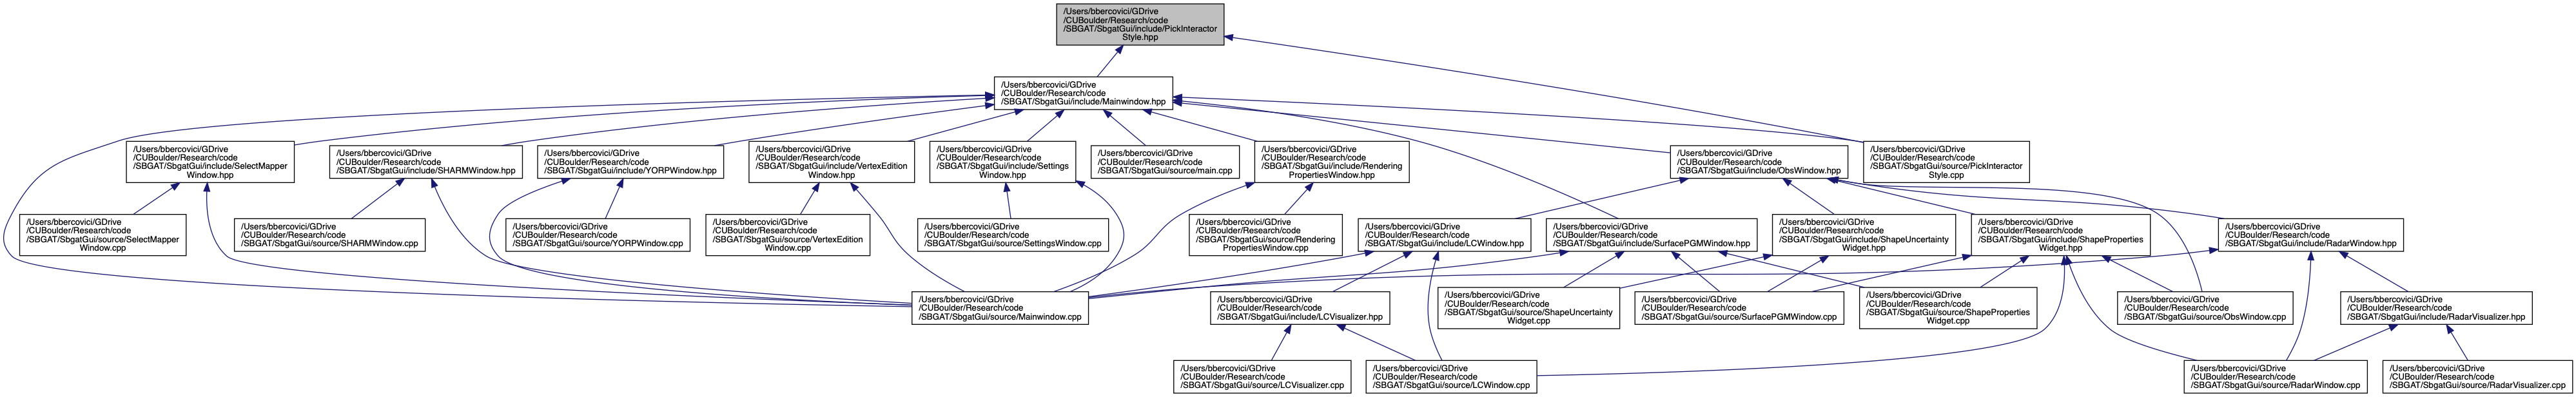 /Users/bbercovici/GDrive
/CUBoulder/Research/code
/SBGAT/SbgatGui/include/PickInteractor
Style.hpp
/Users/bbercovici/GDrive
/CUBoulder/Research/code
/SBGAT/SbgatGui/include/Mainwindow.hpp
/Users/bbercovici/GDrive
/CUBoulder/Research/code
/SBGAT/SbgatGui/include/SelectMapper
Window.hpp
/Users/bbercovici/GDrive
/CUBoulder/Research/code
/SBGAT/SbgatGui/include/SHARMWindow.hpp
/Users/bbercovici/GDrive
/CUBoulder/Research/code
/SBGAT/SbgatGui/include/YORPWindow.hpp
/Users/bbercovici/GDrive
/CUBoulder/Research/code
/SBGAT/SbgatGui/include/VertexEdition
Window.hpp
/Users/bbercovici/GDrive
/CUBoulder/Research/code
/SBGAT/SbgatGui/include/Settings
Window.hpp
/Users/bbercovici/GDrive
/CUBoulder/Research/code
/SBGAT/SbgatGui/source/main.cpp
/Users/bbercovici/GDrive
/CUBoulder/Research/code
/SBGAT/SbgatGui/include/Rendering
PropertiesWindow.hpp
/Users/bbercovici/GDrive
/CUBoulder/Research/code
/SBGAT/SbgatGui/include/ObsWindow.hpp
/Users/bbercovici/GDrive
/CUBoulder/Research/code
/SBGAT/SbgatGui/source/PickInteractor
Style.cpp
/Users/bbercovici/GDrive
/CUBoulder/Research/code
/SBGAT/SbgatGui/source/SelectMapper
Window.cpp
/Users/bbercovici/GDrive
/CUBoulder/Research/code
/SBGAT/SbgatGui/source/SHARMWindow.cpp
/Users/bbercovici/GDrive
/CUBoulder/Research/code
/SBGAT/SbgatGui/source/YORPWindow.cpp
/Users/bbercovici/GDrive
/CUBoulder/Research/code
/SBGAT/SbgatGui/source/VertexEdition
Window.cpp
/Users/bbercovici/GDrive
/CUBoulder/Research/code
/SBGAT/SbgatGui/source/SettingsWindow.cpp
/Users/bbercovici/GDrive
/CUBoulder/Research/code
/SBGAT/SbgatGui/source/Rendering
PropertiesWindow.cpp
/Users/bbercovici/GDrive
/CUBoulder/Research/code
/SBGAT/SbgatGui/include/LCWindow.hpp
/Users/bbercovici/GDrive
/CUBoulder/Research/code
/SBGAT/SbgatGui/include/SurfacePGMWindow.hpp
/Users/bbercovici/GDrive
/CUBoulder/Research/code
/SBGAT/SbgatGui/include/ShapeUncertainty
Widget.hpp
/Users/bbercovici/GDrive
/CUBoulder/Research/code
/SBGAT/SbgatGui/include/ShapeProperties
Widget.hpp
/Users/bbercovici/GDrive
/CUBoulder/Research/code
/SBGAT/SbgatGui/include/RadarWindow.hpp
/Users/bbercovici/GDrive
/CUBoulder/Research/code
/SBGAT/SbgatGui/source/Mainwindow.cpp
/Users/bbercovici/GDrive
/CUBoulder/Research/code
/SBGAT/SbgatGui/include/LCVisualizer.hpp
/Users/bbercovici/GDrive
/CUBoulder/Research/code
/SBGAT/SbgatGui/source/ShapeUncertainty
Widget.cpp
/Users/bbercovici/GDrive
/CUBoulder/Research/code
/SBGAT/SbgatGui/source/SurfacePGMWindow.cpp
/Users/bbercovici/GDrive
/CUBoulder/Research/code
/SBGAT/SbgatGui/source/ShapeProperties
Widget.cpp
/Users/bbercovici/GDrive
/CUBoulder/Research/code
/SBGAT/SbgatGui/source/ObsWindow.cpp
/Users/bbercovici/GDrive
/CUBoulder/Research/code
/SBGAT/SbgatGui/include/RadarVisualizer.hpp
/Users/bbercovici/GDrive
/CUBoulder/Research/code
/SBGAT/SbgatGui/source/LCVisualizer.cpp
/Users/bbercovici/GDrive
/CUBoulder/Research/code
/SBGAT/SbgatGui/source/LCWindow.cpp
/Users/bbercovici/GDrive
/CUBoulder/Research/code
/SBGAT/SbgatGui/source/RadarWindow.cpp
/Users/bbercovici/GDrive
/CUBoulder/Research/code
/SBGAT/SbgatGui/source/RadarVisualizer.cpp